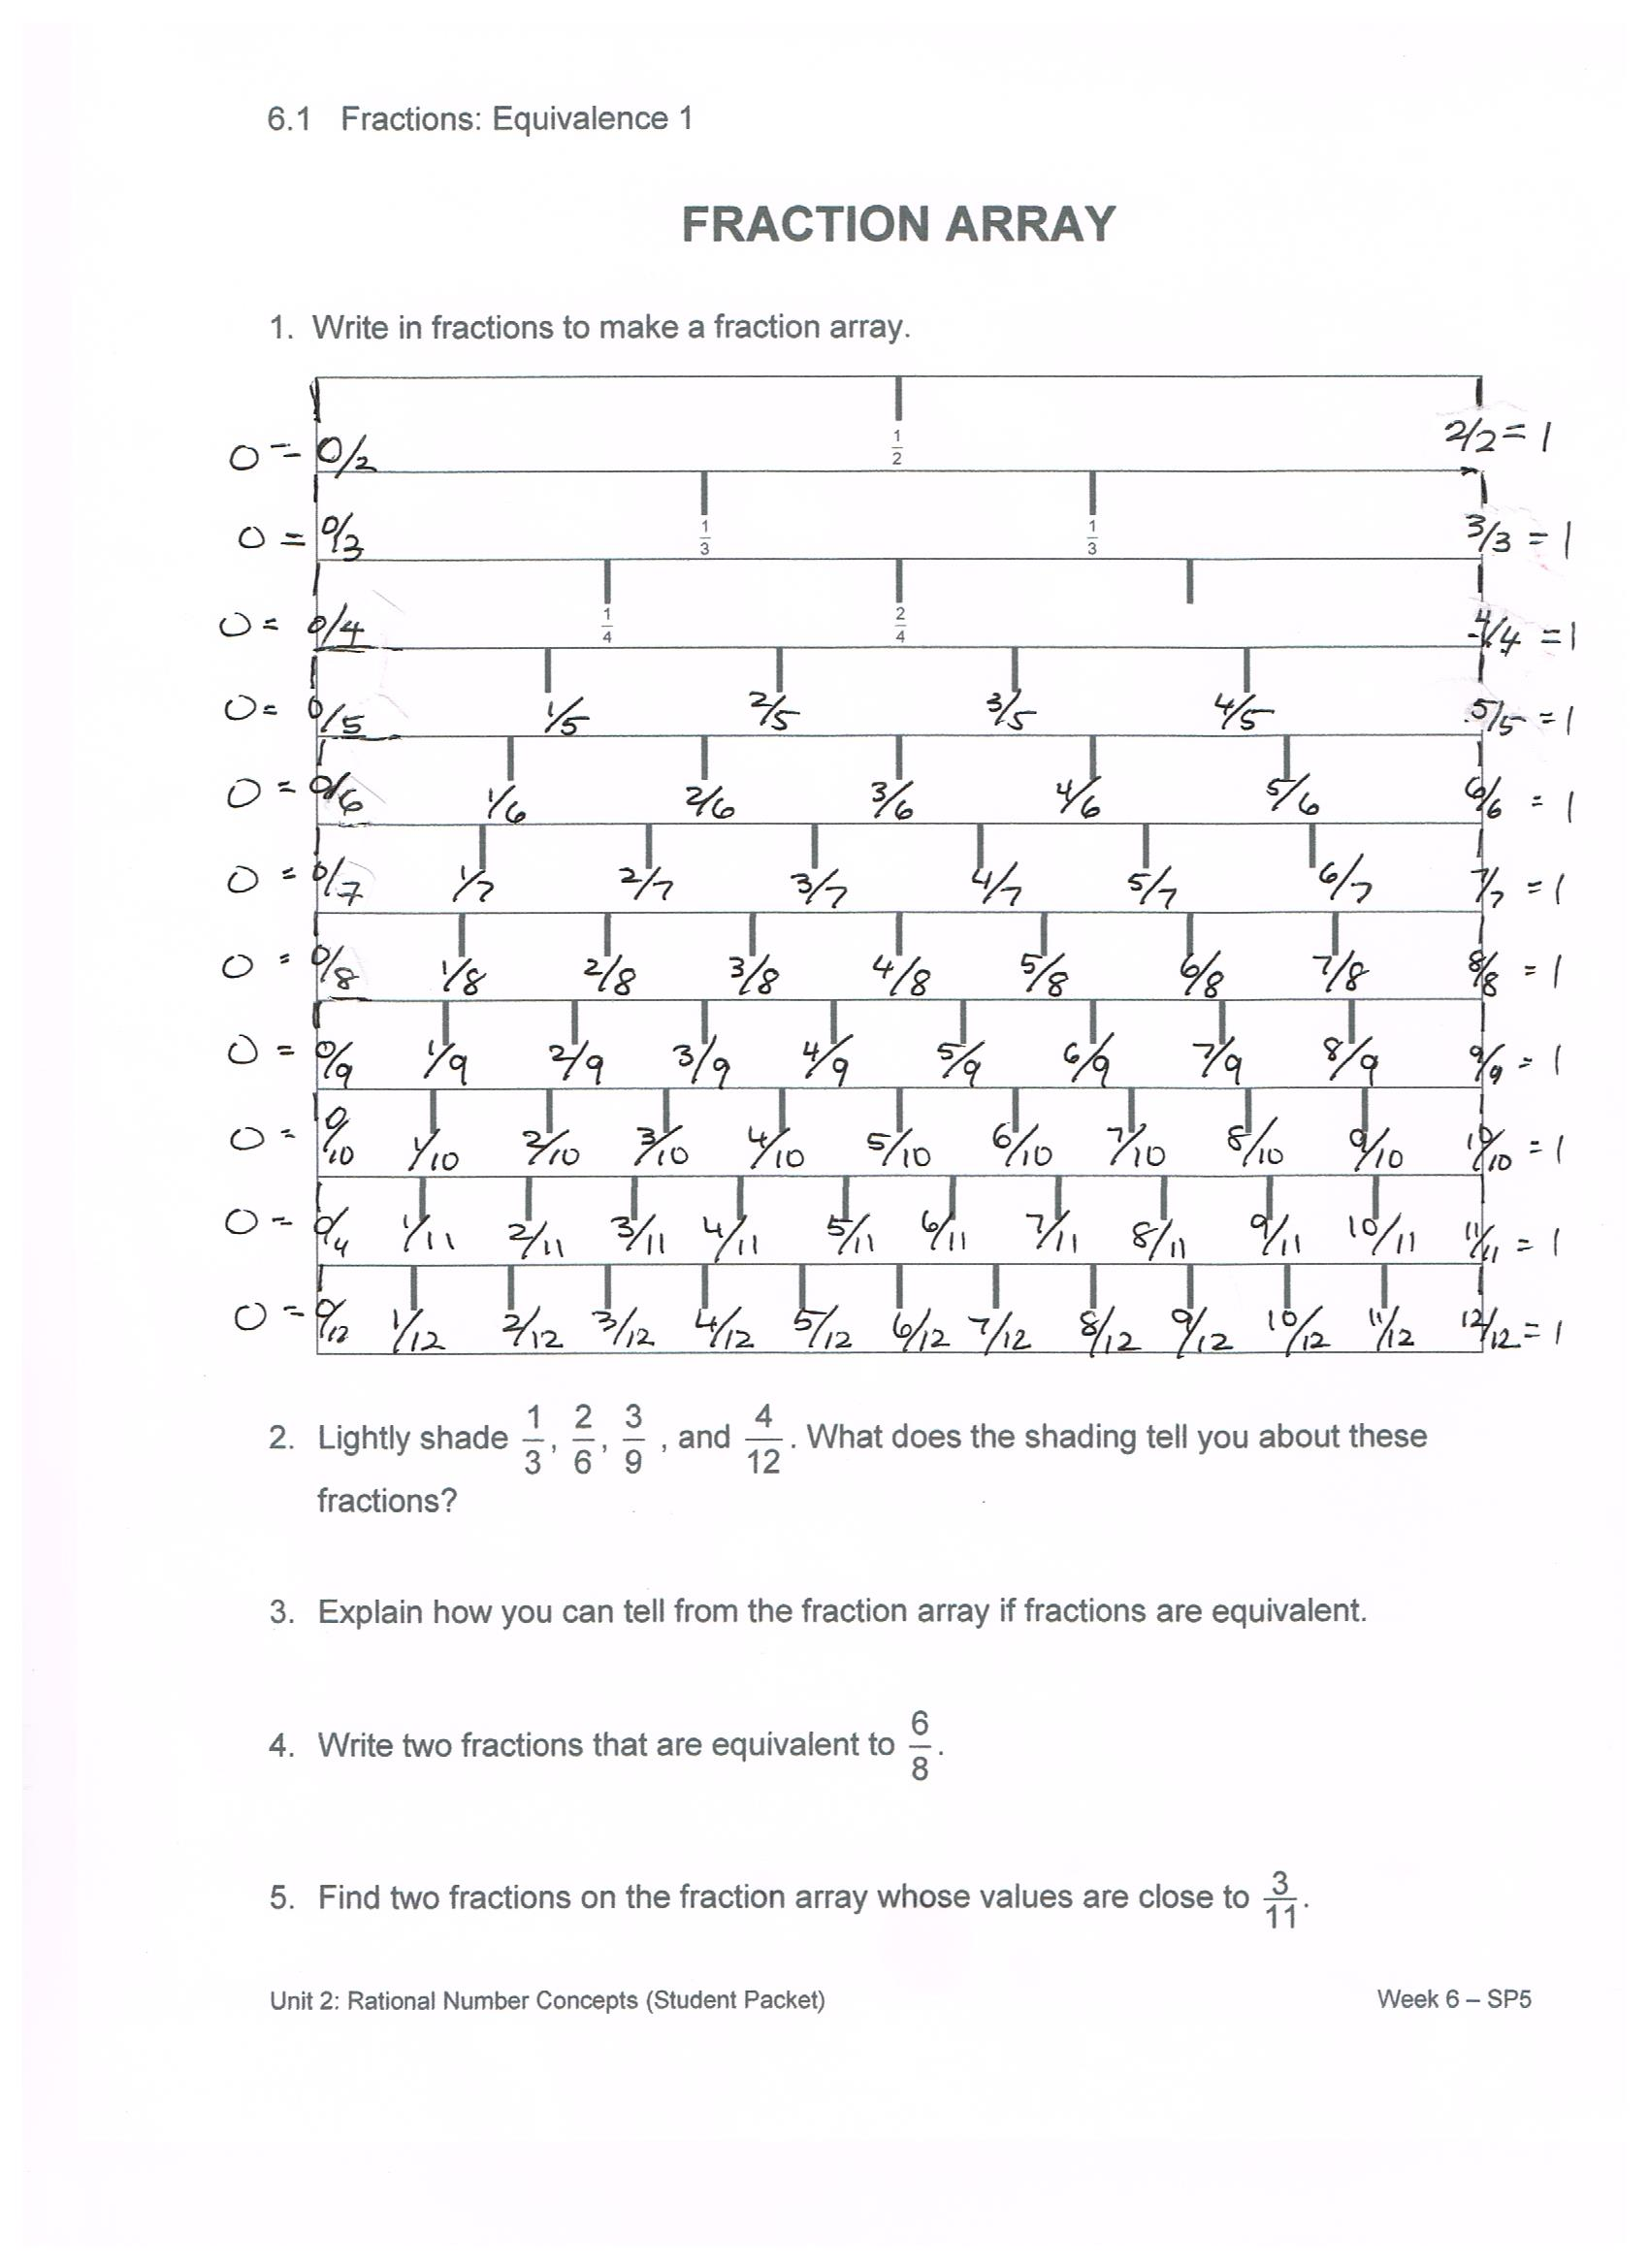 6.1 Fractions: Equivalence 1
FRACTION ARRAY
1. Write in fractions to make a fraction array.
0 = 0/2 1/2 2/2 = 1
0 = 0/3 1/3 1/3 3/3 = 1
0 = 0/4 1/4 2/4 4/4 = 1
0 = 0/5 1/5 2/5 3/5 4/5 5/5 = 1
0 = 0/6 1/6 2/6 3/6 4/6 5/6 6/6 = 1
0 = 0/7 1/7 2/7 3/7 4/7 5/7 6/7 7/7 = 1
0 = 0/8 1/8 2/8 3/8 4/8 5/8 6/8 7/8 8/8 = 1
0 = 0/9 1/9 2/9 3/9 4/9 5/9 6/9 7/9 8/9 9/9 = 1
0 = 0/10 1/10 2/10 3/10 4/10 5/10 6/10 7/10 8/10 9/10 10/10 = 1
0 = 0/4 1/11 2/11 3/11 4/11 5/11 6/11 7/11 8/11 9/11 10/11 11/11 = 1
0 = 0/12 1/12 2/12 3/12 4/12 5/12 6/12 7/12 8/12 9/12 10/12 11/12 12/12 = 1
2. Lightly shade 1/3, 2/6, 3/9, and 4/12. What does the shading tell you about these
fractions?
3. Explain how you can tell from the fraction array if fractions are equivalent.
4. Write two fractions that are equivalent to 6/8.
5. Find two fractions on the fraction array whose values are close to 3/11.
Unit 2: Rational Number Concepts (Student Packet) Week 6 – SP5